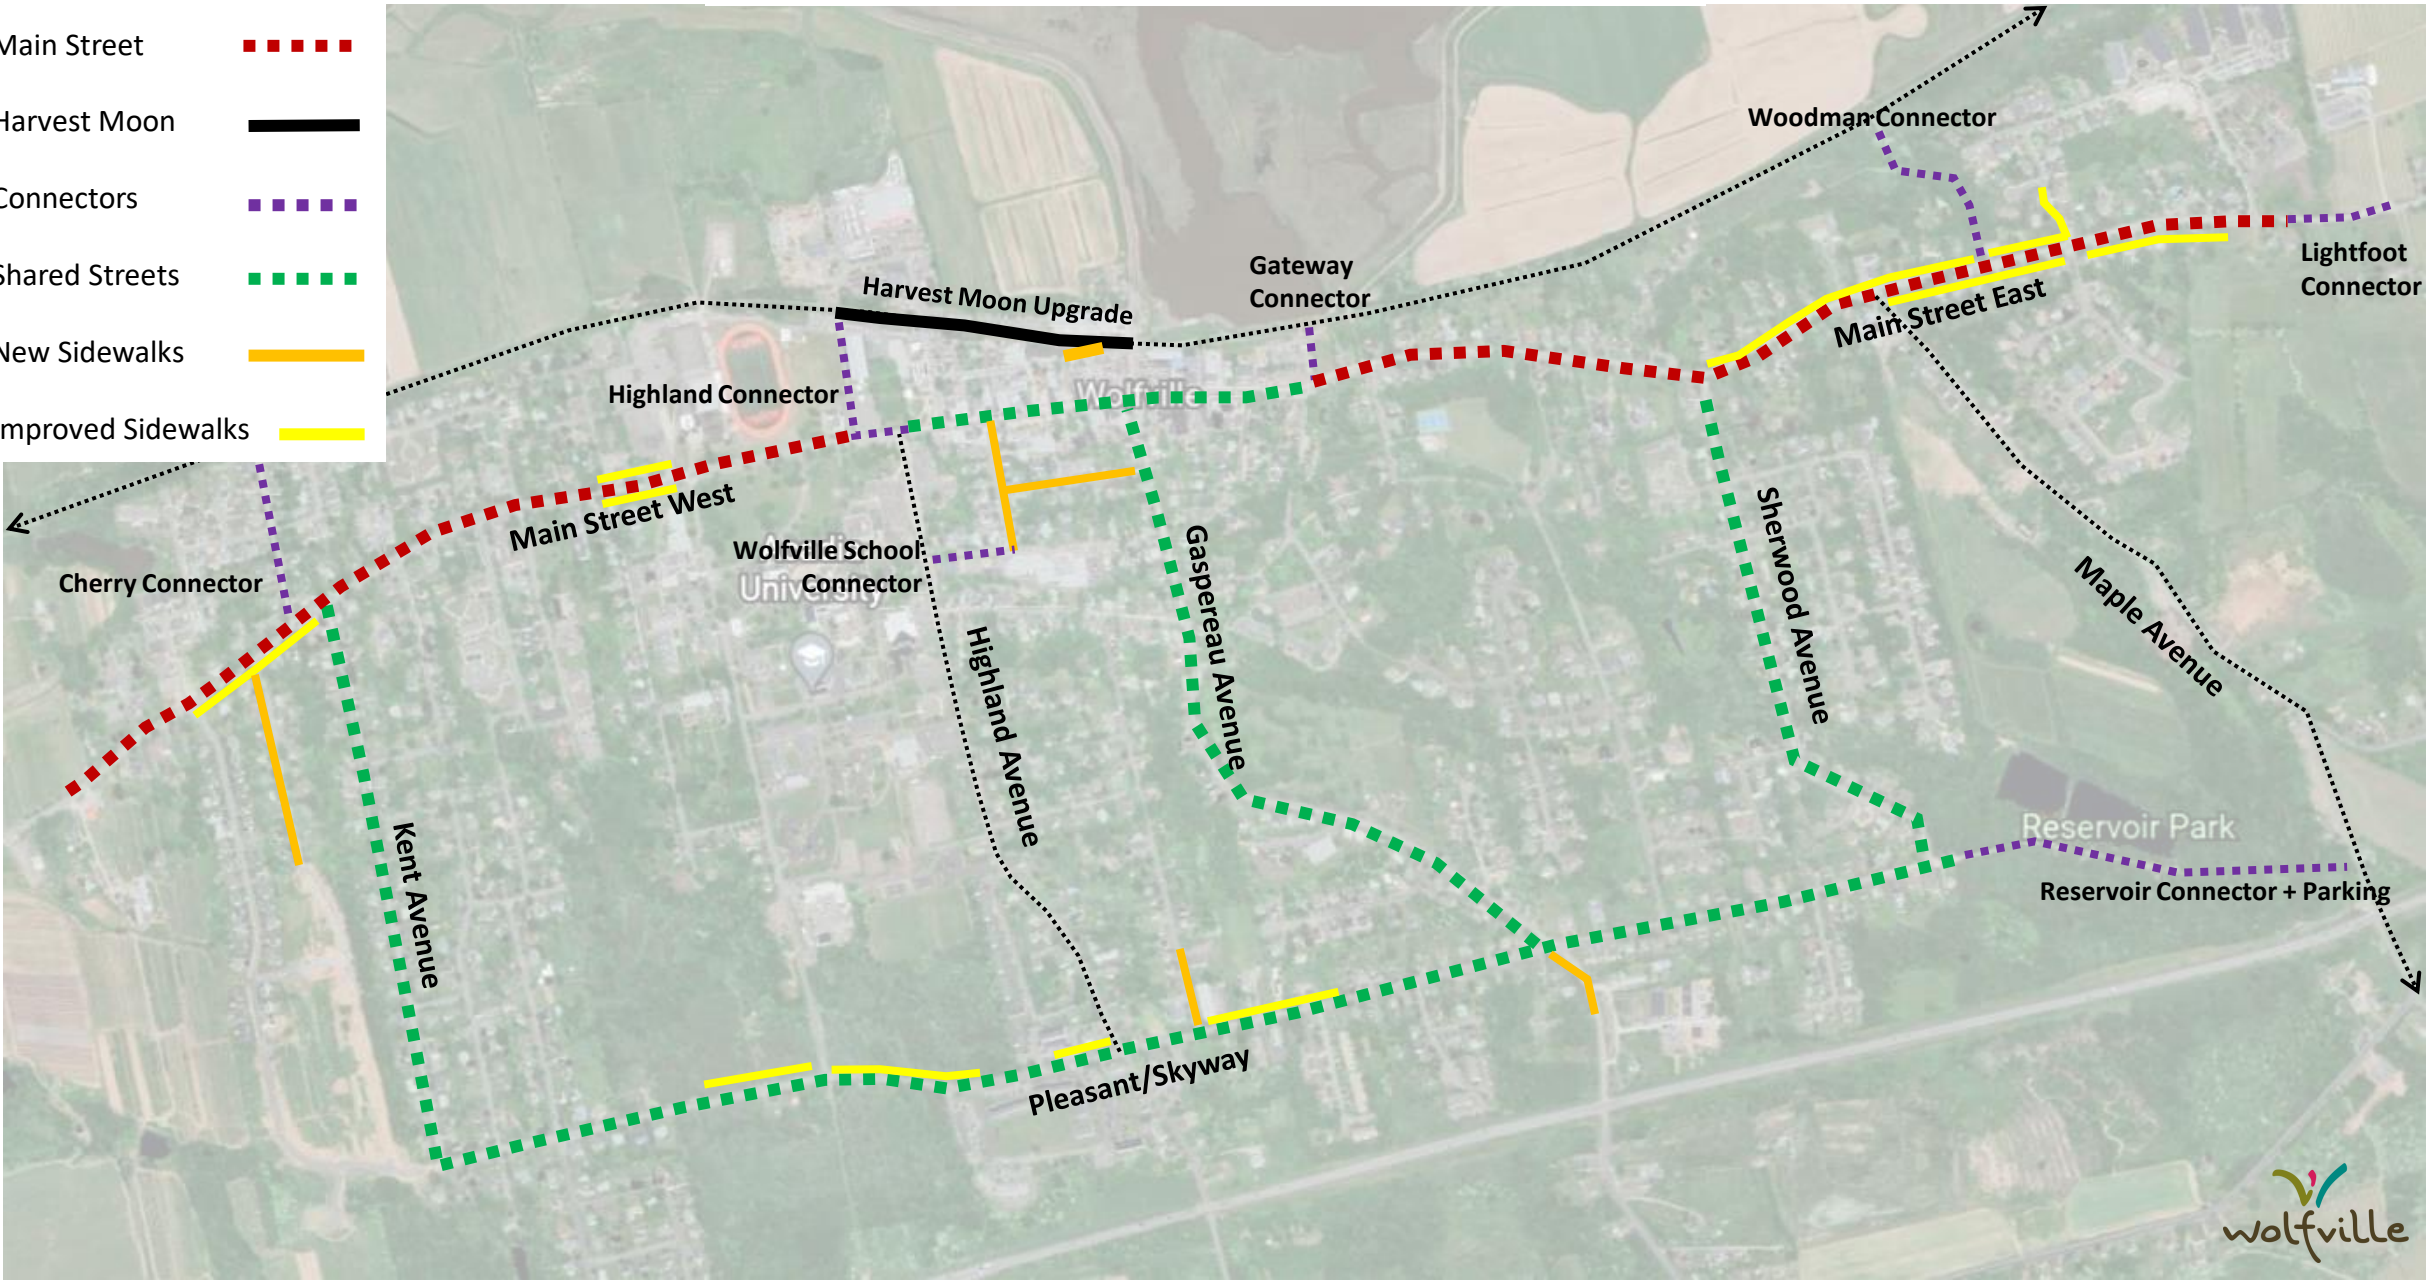 Main Street
Harvest Moon
Connectors
Shared Streets
New Sidewalks
Improved Sidewalks
Woodman Connector
Gateway
Connector
Lightfoot
Connector
Harvest Moon Upgrade
Main Street East
Wolfville
Highland Connector
Main Street West
Wolfville School
Connector
University
Cherry Connector
Gaspereau Avenue
Sherwood Avenue
Maple Avenue
Highland Avenue
Kent Avenue
Reservoir Park
Reservoir Connector + Parking
Pleasant/Skyway
wolfville